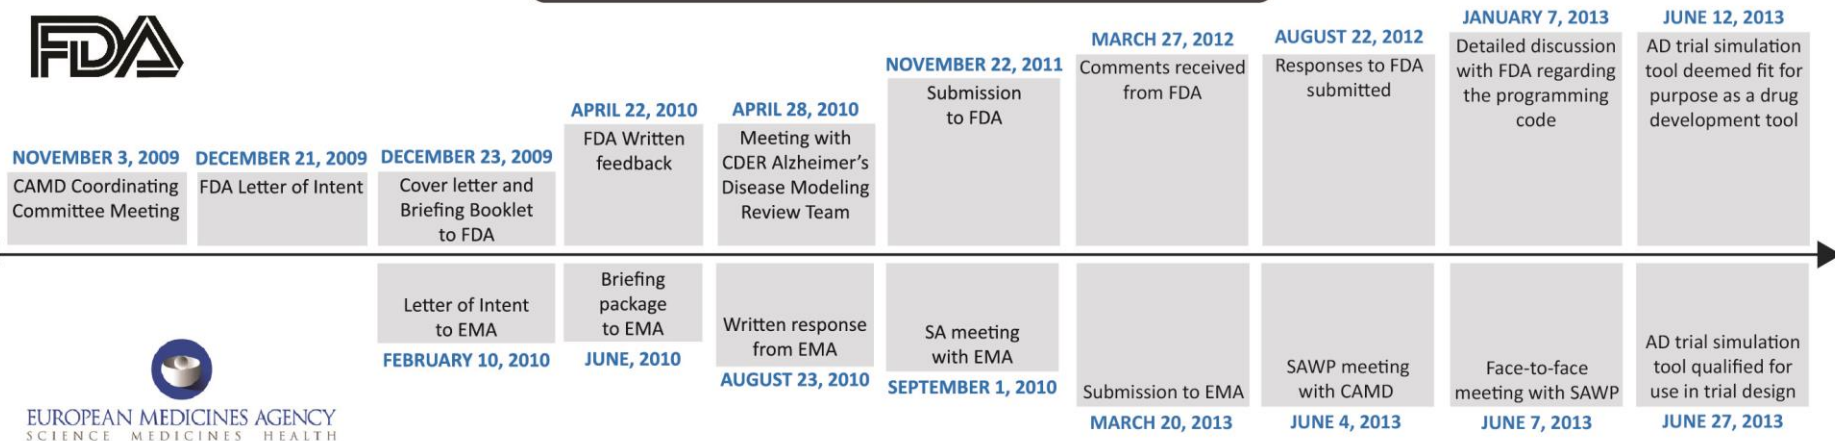 FDA
NOVEMBER 3, 2009
CAMD Coordinating
Committee Meeting
DECEMBER 21, 2009
FDA Letter of Intent
DECEMBER 23, 2009
Cover letter and
Briefing Booklet
to FDA
APRIL 22, 2010
FDA Written
feedback
APRIL 28, 2010
Meeting with
CDER Alzheimer's
Disease Modeling
Review Team
NOVEMBER 22, 2011
Submission
to FDA
MARCH 27, 2012
Comments received
from FDA
AUGUST 22, 2012
Responses to FDA
submitted
JANUARY 7, 2013
Detailed discussion
with FDA regarding
the programming
code
JUNE 12, 2013
AD trial simulation
tool deemed fit for
purpose as a drug
development tool
EUROPEAN MEDICINES AGENCY
SCIENCE MEDICINES HEALTH
Letter of Intent
to EMA
FEBRUARY 10, 2010
Briefing
package
to EMA
JUNE, 2010
Written response
from EMA
AUGUST 23, 2010
SA meeting
with EMA
SEPTEMBER 1, 2010
Submission to EMA
MARCH 20, 2013
SAWP meeting
with CAMD
JUNE 4, 2013
Face-to-face
meeting with SAWP
JUNE 7, 2013
AD trial simulation
tool qualified for
use in trial design
JUNE 27, 2013